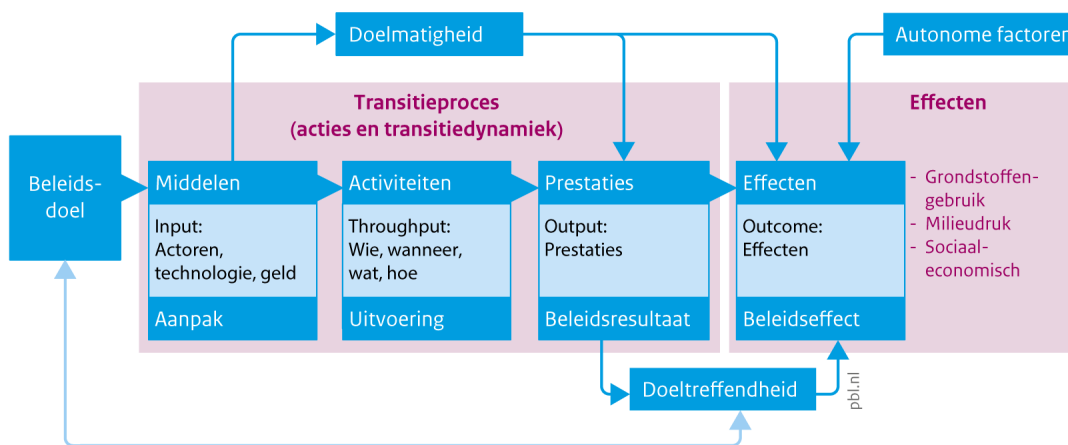 Doelmatigheid
Autonome factoren
Transitieproces
(acties en transitiedynamiek)
Effecten
Beleids-
doel
Middelen
Input:
Actoren,
technologie, geld
Aanpak
Activiteiten
Throughput:
Wie, wanneer,
wat, hoe
Uitvoering
Prestaties
Output:
Prestaties
Beleidsresultaat
Effecten
Outcome:
Effecten
Beleidseffect
- Grondstoffen-
gebruik
- Milieudruk
- Sociaal-
economisch
Doeltreffendheid
pbl.nl